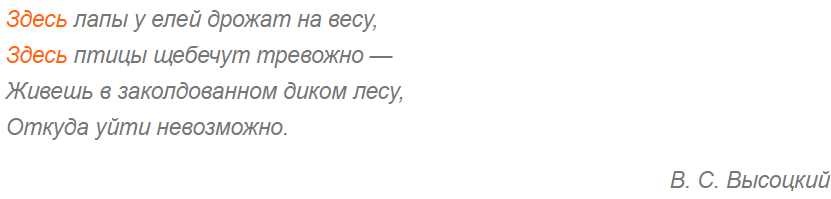 Здесь лапы у елей дрожат на весу,
Здесь птицы щебечут тревожно —
Живешь в заколдованном диком лесу,
Откуда уйти невозможно.
В. С. Высоцкий